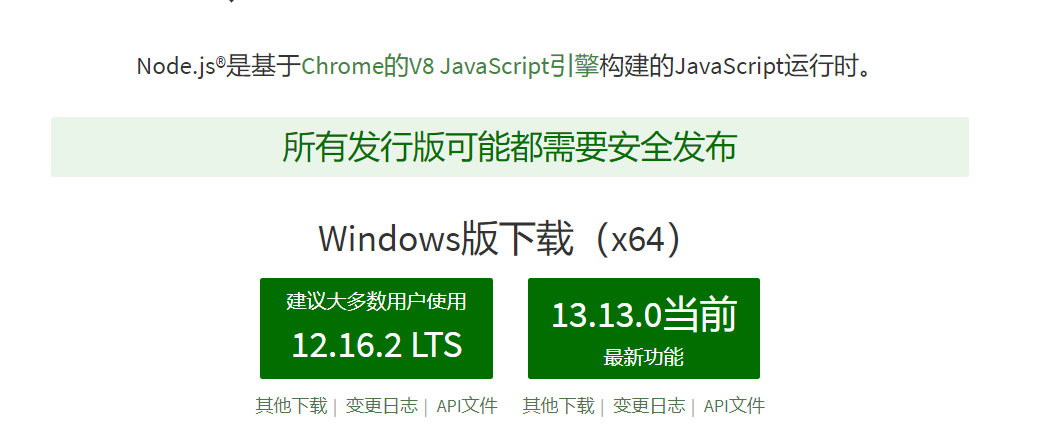 Node.js®是基于Chrome的V8 JavaScript引擎构建的JavaScript运行时。
所有发行版可能都需要安全发布
Windows版下载（x64）
建议大多数用户使用
12.16.2 LTS
13.13.0当前
最新功能
其他下载 | 变更日志 | API文件
其他下载 | 变更日志 | API文件